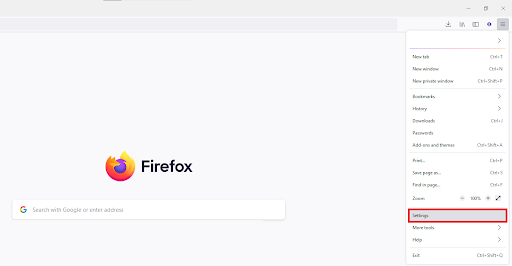 New tab Ctrl+T
New window Ctrl+N
New private window Ctrl+Shift+P
Bookmarks
History
Downloads Ctrl+J
Passwords
Add-ons and themes Ctrl+Shift+A
Print... Ctrl+P
Save page as... Ctrl+S
Find in page... Ctrl+F
Zoom 100%
Settings
More tools
Help
Exit Ctrl+Shift+Q
Firefox
Search with Google or enter address